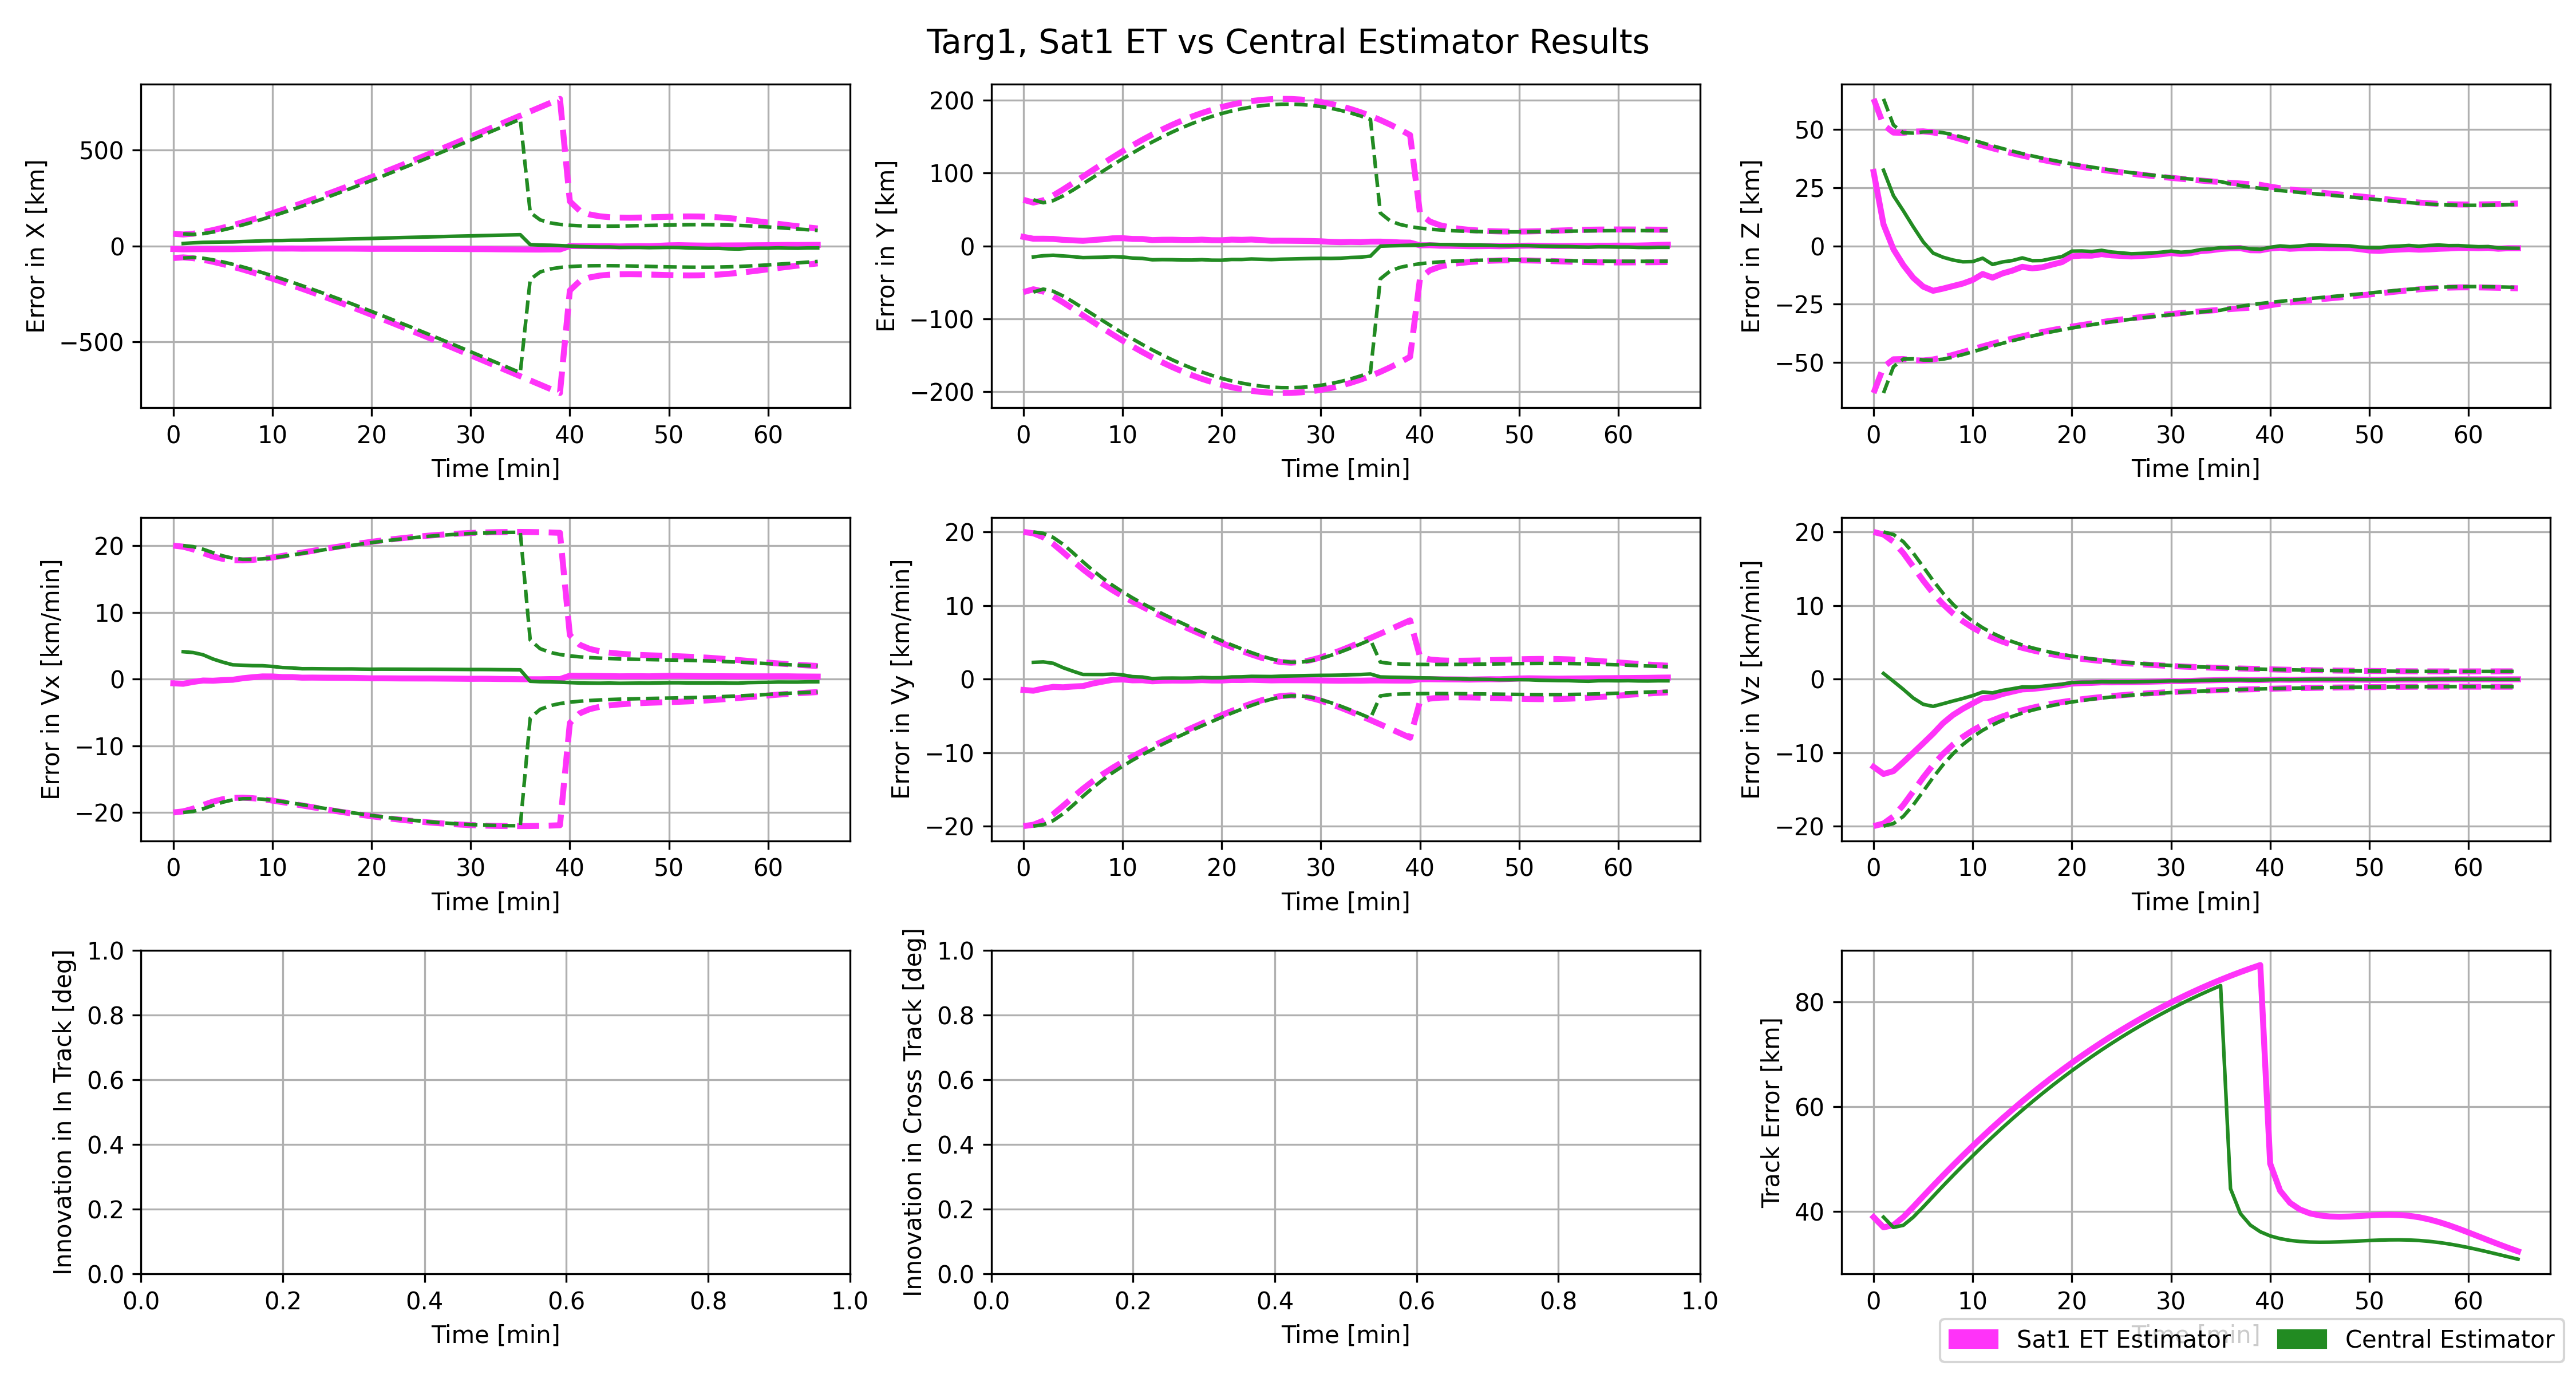 Targ1, Sat1 ET vs Central Estimator Results
Error in X [km]
500
0
−500
0 10 20 30 40 50 60
Time [min]
Error in Y [km]
200
100
0
−100
−200
0 10 20 30 40 50 60
Time [min]
Error in Z [km]
50
25
0
−25
−50
0 10 20 30 40 50 60
Time [min]
Error in Vx [km/min]
20
10
0
−10
−20
0 10 20 30 40 50 60
Time [min]
Error in Vy [km/min]
20
10
0
−10
−20
0 10 20 30 40 50 60
Time [min]
Error in Vz [km/min]
20
10
0
−10
−20
0 10 20 30 40 50 60
Time [min]
Innovation in In Track [deg]
1.0
0.8
0.6
0.4
0.2
0.0
0.0 0.2 0.4 0.6 0.8 1.0
Time [min]
Innovation in Cross Track [deg]
1.0
0.8
0.6
0.4
0.2
0.0
0.0 0.2 0.4 0.6 0.8 1.0
Time [min]
Track Error [km]
80
60
40
0 10 20 30 40 50 60
Time [min]
Sat1 ET Estimator
Central Estimator